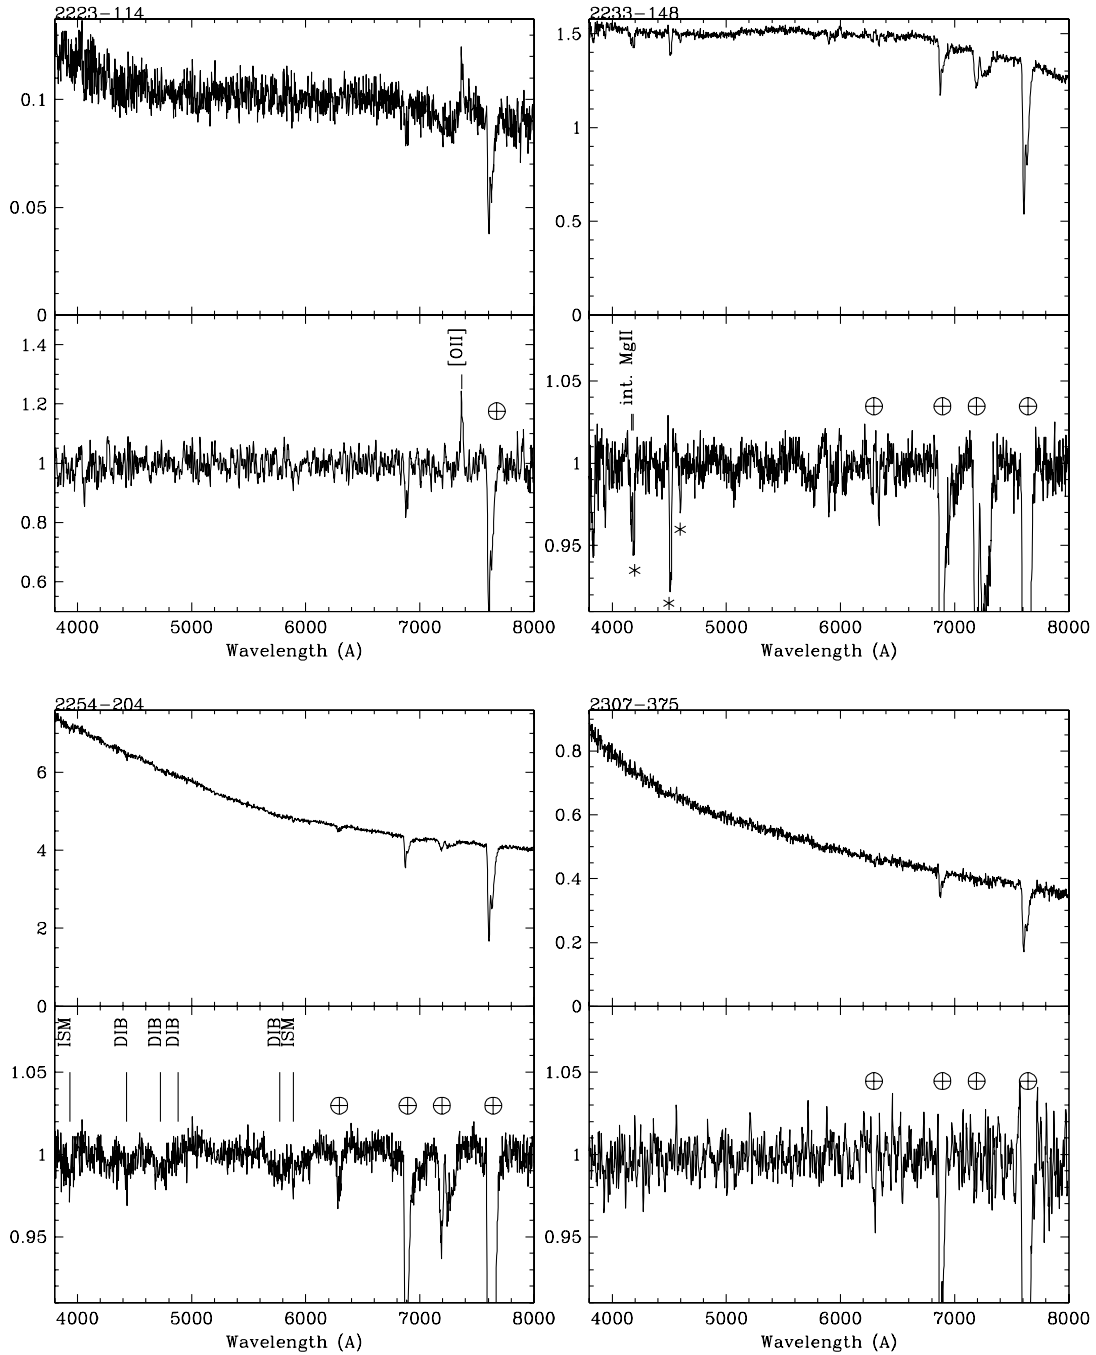 2223−114
0.1
0.05
0
1.4
1.2
1
0.8
0.6
[OII]
⊕
4000 5000 6000 7000 8000
Wavelength (A)
2233−148
1.5
1
0.5
0
1.05
1
0.95
int. MgII
⊕ ⊕ ⊕ ⊕
* * *
4000 5000 6000 7000 8000
Wavelength (A)
2254−204
6
4
2
0
1.05
1
0.95
ISM DIB DIB DIB DIB ISM
⊕ ⊕ ⊕ ⊕
4000 5000 6000 7000 8000
Wavelength (A)
2307−375
0.8
0.6
0.4
0.2
0
1.05
1
0.95
⊕ ⊕ ⊕ ⊕
4000 5000 6000 7000 8000
Wavelength (A)